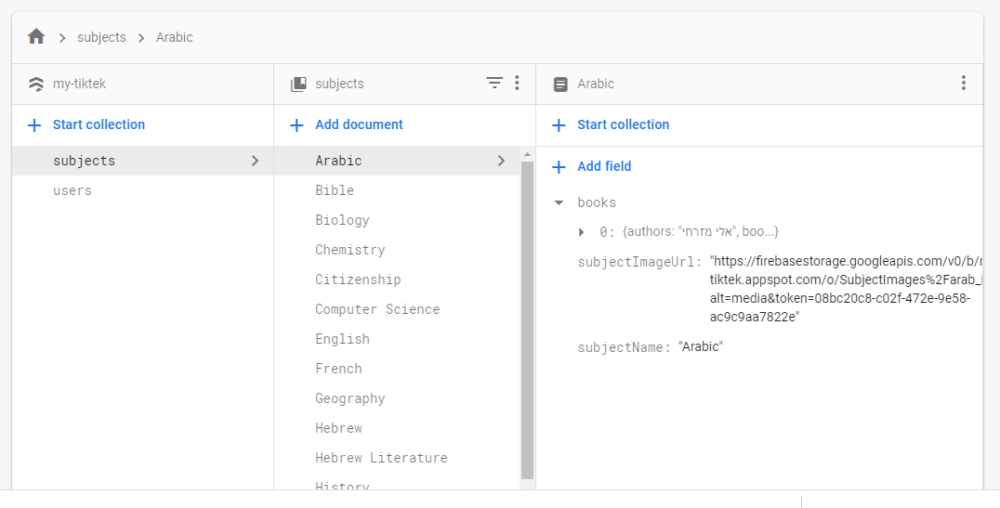 subjects > Arabic
my-tiktek
subjects
Arabic
Start collection
Add document
Start collection
subjects
users
Arabic
Bible
Biology
Chemistry
Citizenship
Computer Science
English
French
Geography
Hebrew
Hebrew Literature
History
Add field
books
0: {authors: "אלי מזרחי", boo...}
subjectImageUrl: "https://firebasestorage.googleapis.com/v0/b/
tiktek.appspot.com/o/SubjectImages%2Farab_
alt=media&token=08bc20c8-c02f-472e-9e58-
ac9c9aa7822e"
subjectName: "Arabic"